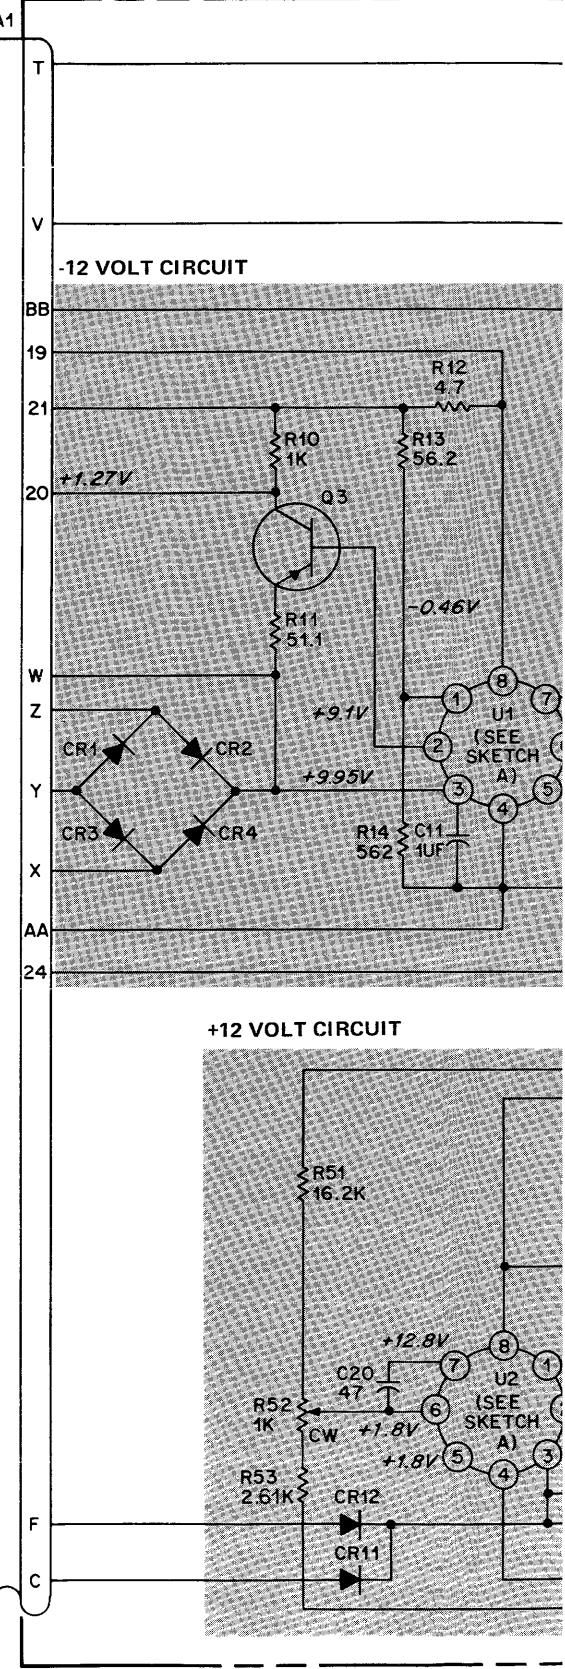 A1
T
V
-12 VOLT CIRCUIT
BB
19
R12
4.7
21
R10
1K
R13
56.2
+1.27V
20
Q3
R11
51.1
-0.46V
W
Z
8
1
7
U1
(SEE
SKETCH
A)
+9.1V
CR1
CR2
2
Y
+9.95V
3
5
4
CR3
CR4
R14
562
C11
1UF
X
AA
24
+12 VOLT CIRCUIT
R51
16.2K
+12.8V
8
7
1
C20
47
U2
(SEE
SKETCH
A)
R52
1K
CW
6
+1.8V
+1.8V
5
3
4
R53
2.61K
CR12
F
CR11
C